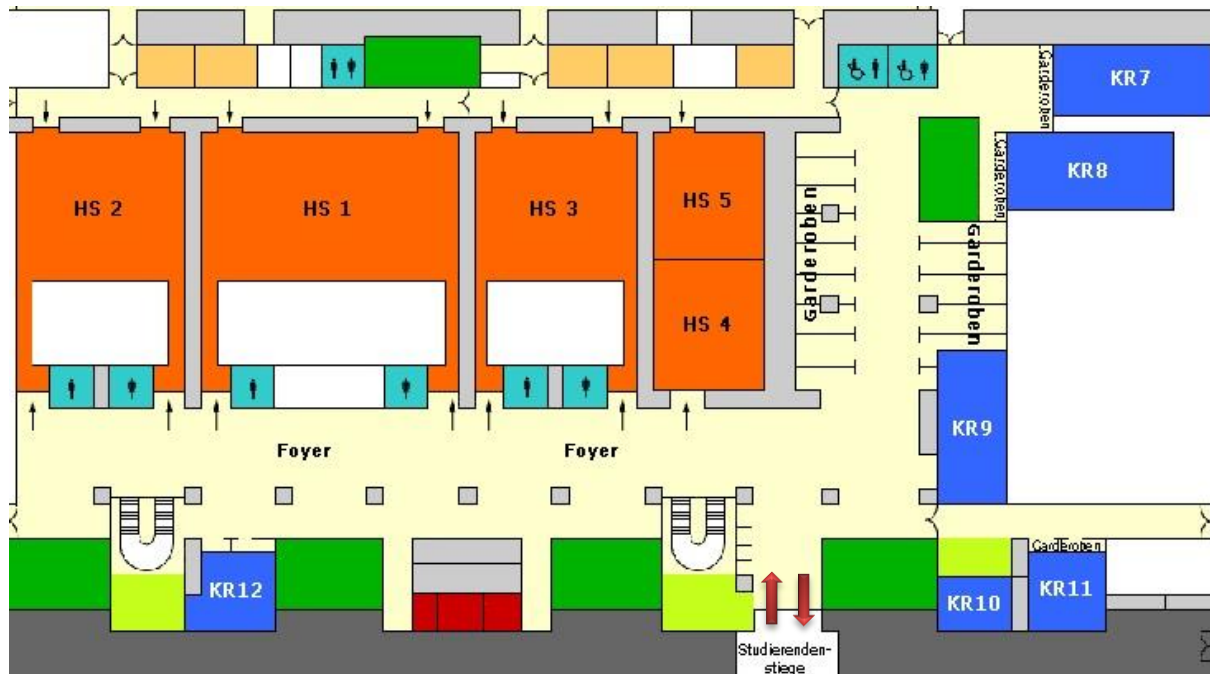 KR7
Garderoben
KR8
Garderoben
HS 2
HS 1
HS 3
HS 5
HS 4
Garderoben
Garderoben
KR9
Foyer
Foyer
Garderoben
KR12
KR10
KR11
Studierenden-
stiege